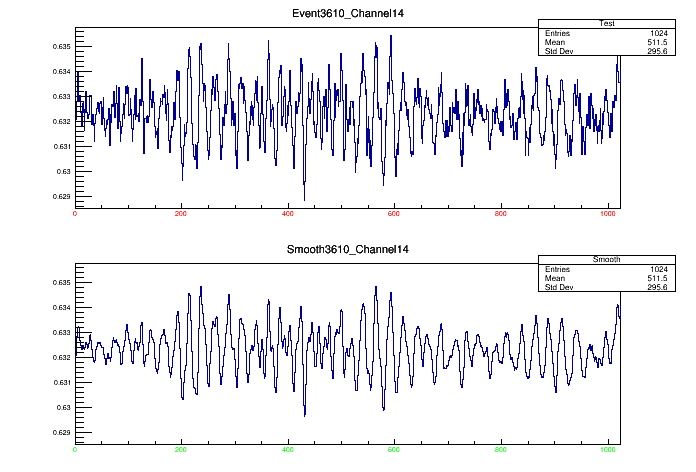 Event3610_Channel14
Test
Entries 1024
Mean 511.5
Std Dev 295.6
0.635
0.634
0.633
0.632
0.631
0.63
0.629
0 200 400 600 800 1000
Smooth3610_Channel14
Smooth
Entries 1024
Mean 511.5
Std Dev 295.6
0.635
0.634
0.633
0.632
0.631
0.63
0.629
0 200 400 600 800 1000